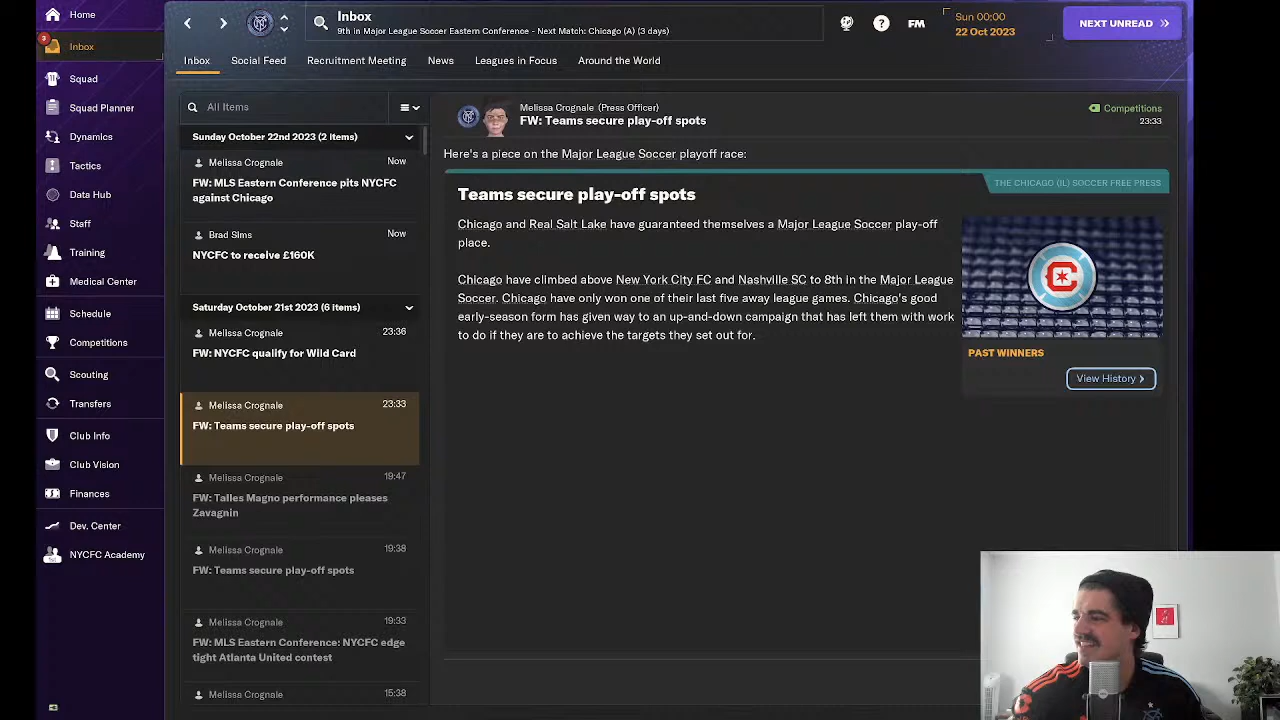 Home
3
Inbox
Squad
Squad Planner
Dynamics
Tactics
Data Hub
Staff
Training
Medical Center
Schedule
Competitions
Scouting
Transfers
Club Info
Club Vision
Finances
Dev. Center
NYCFC Academy
Inbox
9th in Major League Soccer Eastern Conference - Next Match: Chicago (A) (3 days)
?
FM
Sun 00:00
22 Oct 2023
NEXT UNREAD
Inbox
Social Feed
Recruitment Meeting
News
Leagues in Focus
Around the World
All Items
Sunday October 22nd 2023 (2 Items)
Melissa Crognale
Now
FW: MLS Eastern Conference pits NYCFC
against Chicago
Brad Sims
Now
NYCFC to receive £160K
Saturday October 21st 2023 (6 Items)
Melissa Crognale
23:36
FW: NYCFC qualify for Wild Card
Melissa Crognale
23:33
FW: Teams secure play-off spots
Melissa Crognale
19:47
FW: Talles Magno performance pleases
Zavagnin
Melissa Crognale
19:38
FW: Teams secure play-off spots
Melissa Crognale
19:33
FW: MLS Eastern Conference: NYCFC edge
tight Atlanta United contest
Melissa Crognale
15:38
Melissa Crognale (Press Officer)
FW: Teams secure play-off spots
Competitions
23:33
Here's a piece on the Major League Soccer playoff race:
THE CHICAGO (IL) SOCCER FREE PRESS
Teams secure play-off spots
Chicago and Real Salt Lake have guaranteed themselves a Major League Soccer play-off
place.
Chicago have climbed above New York City FC and Nashville SC to 8th in the Major League
Soccer. Chicago have only won one of their last five away league games. Chicago's good
early-season form has given way to an up-and-down campaign that has left them with work
to do if they are to achieve the targets they set out for.
C
PAST WINNERS
View History